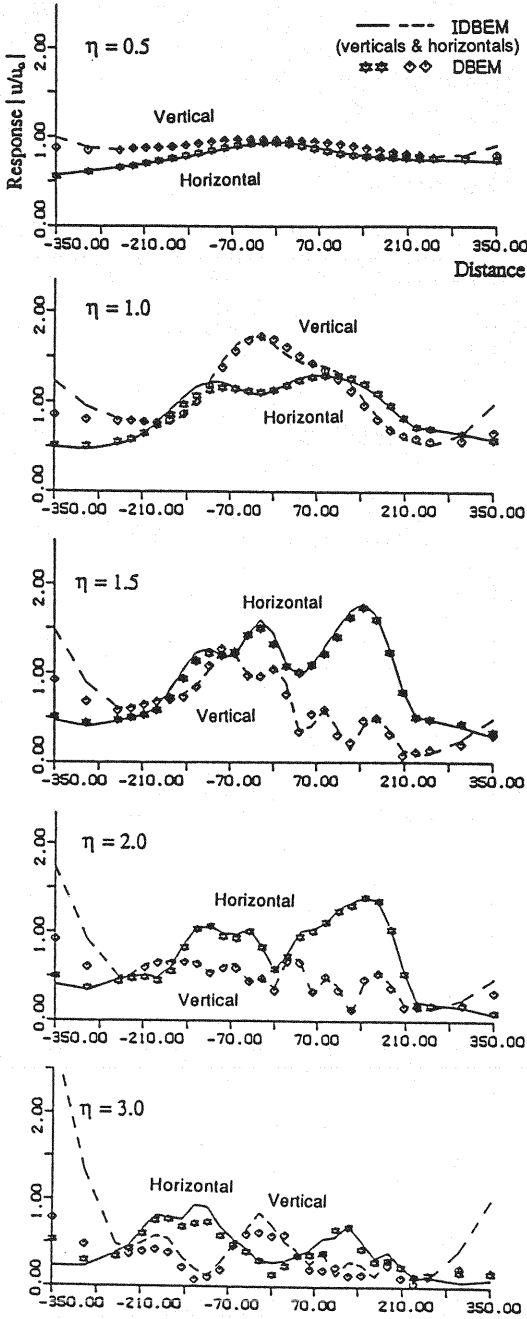 η = 0.5
IDBEM
(verticals & horizontals)
DBEM
Response | u/u₀ |
2.00
1.00
0.00
Vertical
Horizontal
-350.00 -210.00 -70.00 70.00 210.00 350.00
Distance
η = 1.0
2.00
1.00
0.00
Vertical
Horizontal
-350.00 -210.00 -70.00 70.00 210.00 350.00
η = 1.5
2.00
1.00
0.00
Horizontal
Vertical
-350.00 -210.00 -70.00 70.00 210.00 350.00
η = 2.0
2.00
1.00
0.00
Horizontal
Vertical
-350.00 -210.00 -70.00 70.00 210.00 350.00
η = 3.0
2.00
1.00
0.00
Horizontal
Vertical
-350.00 -210.00 -70.00 70.00 210.00 350.00